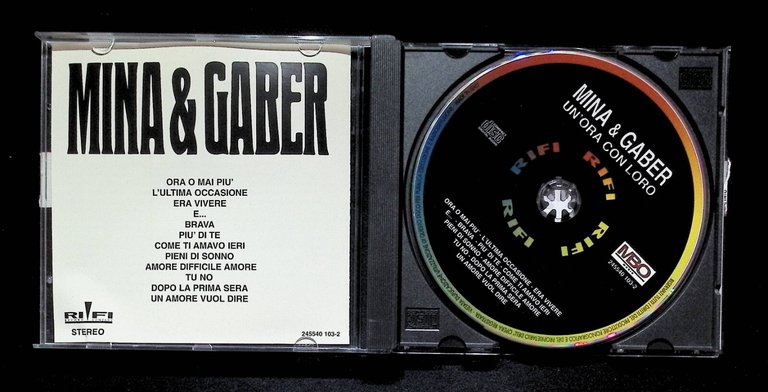 MINA & GABER
ORA O MAI PIU'
L'ULTIMA OCCASIONE
ERA VIVERE
E...
BRAVA
PIU' DI TE
COME TI AMAVO IERI
PIENI DI SONNO
AMORE DIFFICILE AMORE
TU NO
DOPO LA PRIMA SERA
UN AMORE VUOL DIRE
RIFI
STEREO
245540 103-2
MINA & GABER
UN'ORA CON LORO
RIFI
RIFI
RIFI
RIFI
MBO
245540 103-2
ORA O MAI PIU' - L'ULTIMA OCCASIONE - ERA VIVERE
E... - BRAVA - PIU' DI TE - COME TI AMAVO IERI
PIENI DI SONNO - AMORE DIFFICILE AMORE
TU NO - DOPO LA PRIMA SERA
UN AMORE VUOL DIRE